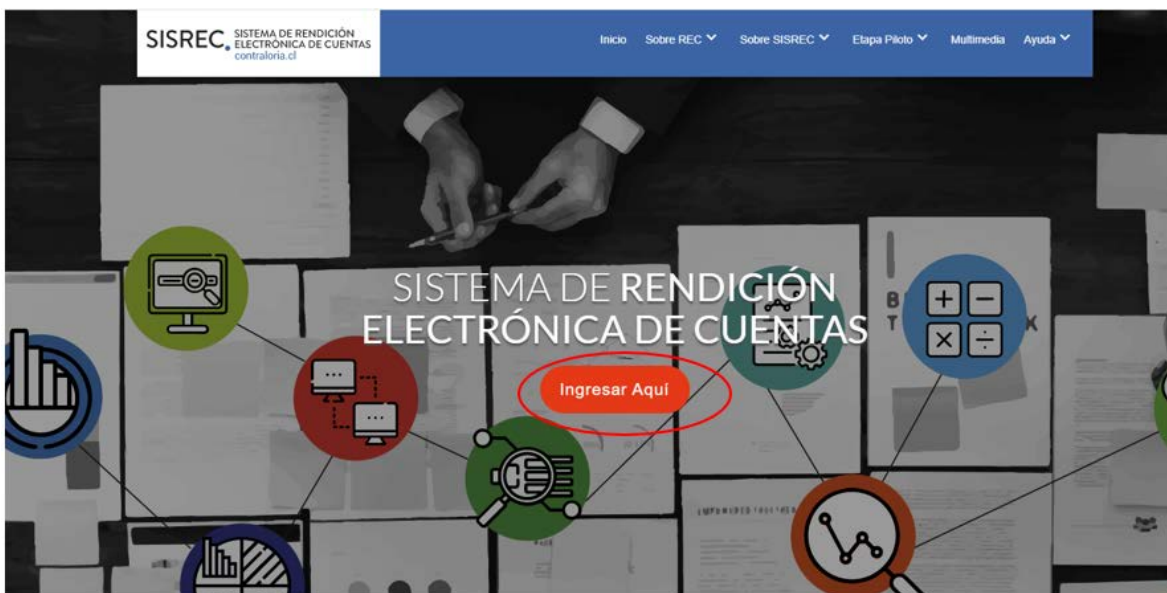 SISREC. SISTEMA DE RENDICIÓN
ELECTRÓNICA DE CUENTAS
contraloria.cl
Inicio Sobre REC Sobre SISREC Etapa Piloto Multimedia Ayuda
SISTEMA DE RENDICIÓN
ELECTRÓNICA DE CUENTAS
Ingresar Aquí